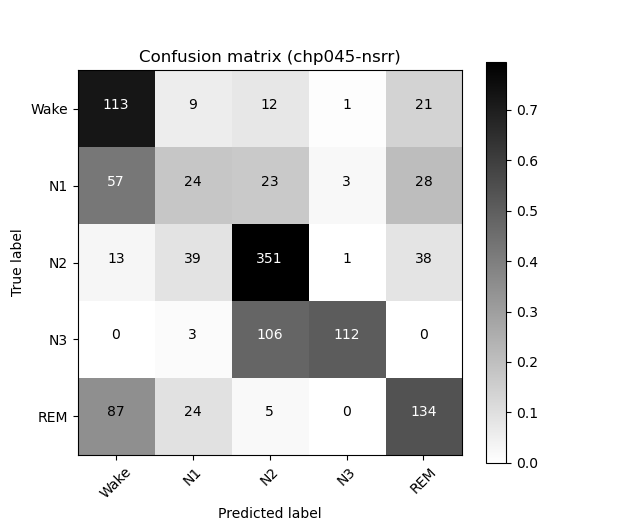 Confusion matrix (chp045-nsrr)
True label
Wake 113 9 12 1 21
N1 57 24 23 3 28
N2 13 39 351 1 38
N3 0 3 106 112 0
REM 87 24 5 0 134
Wake N1 N2 N3 REM
Predicted label
0.7
0.6
0.5
0.4
0.3
0.2
0.1
0.0